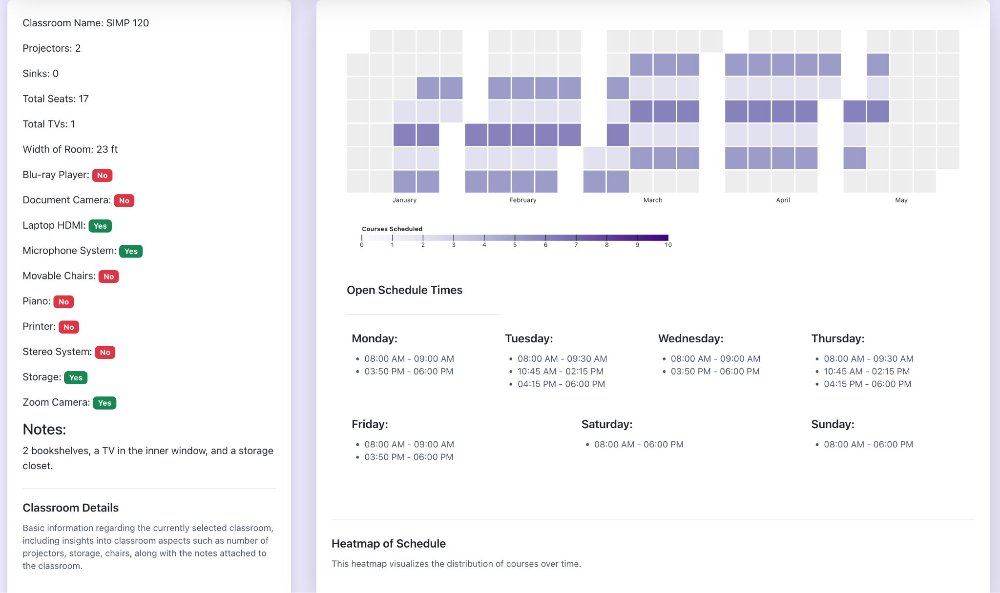 Classroom Name: SIMP 120
Projectors: 2
Sinks: 0
Total Seats: 17
Total TVs: 1
Width of Room: 23 ft
Blu-ray Player: No
Document Camera: No
Laptop HDMI: Yes
Microphone System: Yes
Movable Chairs: No
Piano: No
Printer: No
Stereo System: No
Storage: Yes
Zoom Camera: Yes
Notes:
2 bookshelves, a TV in the inner window, and a storage
closet.
Classroom Details
Basic information regarding the currently selected classroom,
including insights into classroom aspects such as number of
projectors, storage, chairs, along with the notes attached to
the classroom.
January February March April May
Courses Scheduled
0 1 2 3 4 5 6 7 8 9 10
Open Schedule Times
Monday:
08:00 AM - 09:00 AM
03:50 PM - 06:00 PM
Tuesday:
08:00 AM - 09:30 AM
10:45 AM - 02:15 PM
04:15 PM - 06:00 PM
Wednesday:
08:00 AM - 09:00 AM
03:50 PM - 06:00 PM
Thursday:
08:00 AM - 09:30 AM
10:45 AM - 02:15 PM
04:15 PM - 06:00 PM
Friday:
08:00 AM - 09:00 AM
03:50 PM - 06:00 PM
Saturday:
08:00 AM - 06:00 PM
Sunday:
08:00 AM - 06:00 PM
Heatmap of Schedule
This heatmap visualizes the distribution of courses over time.